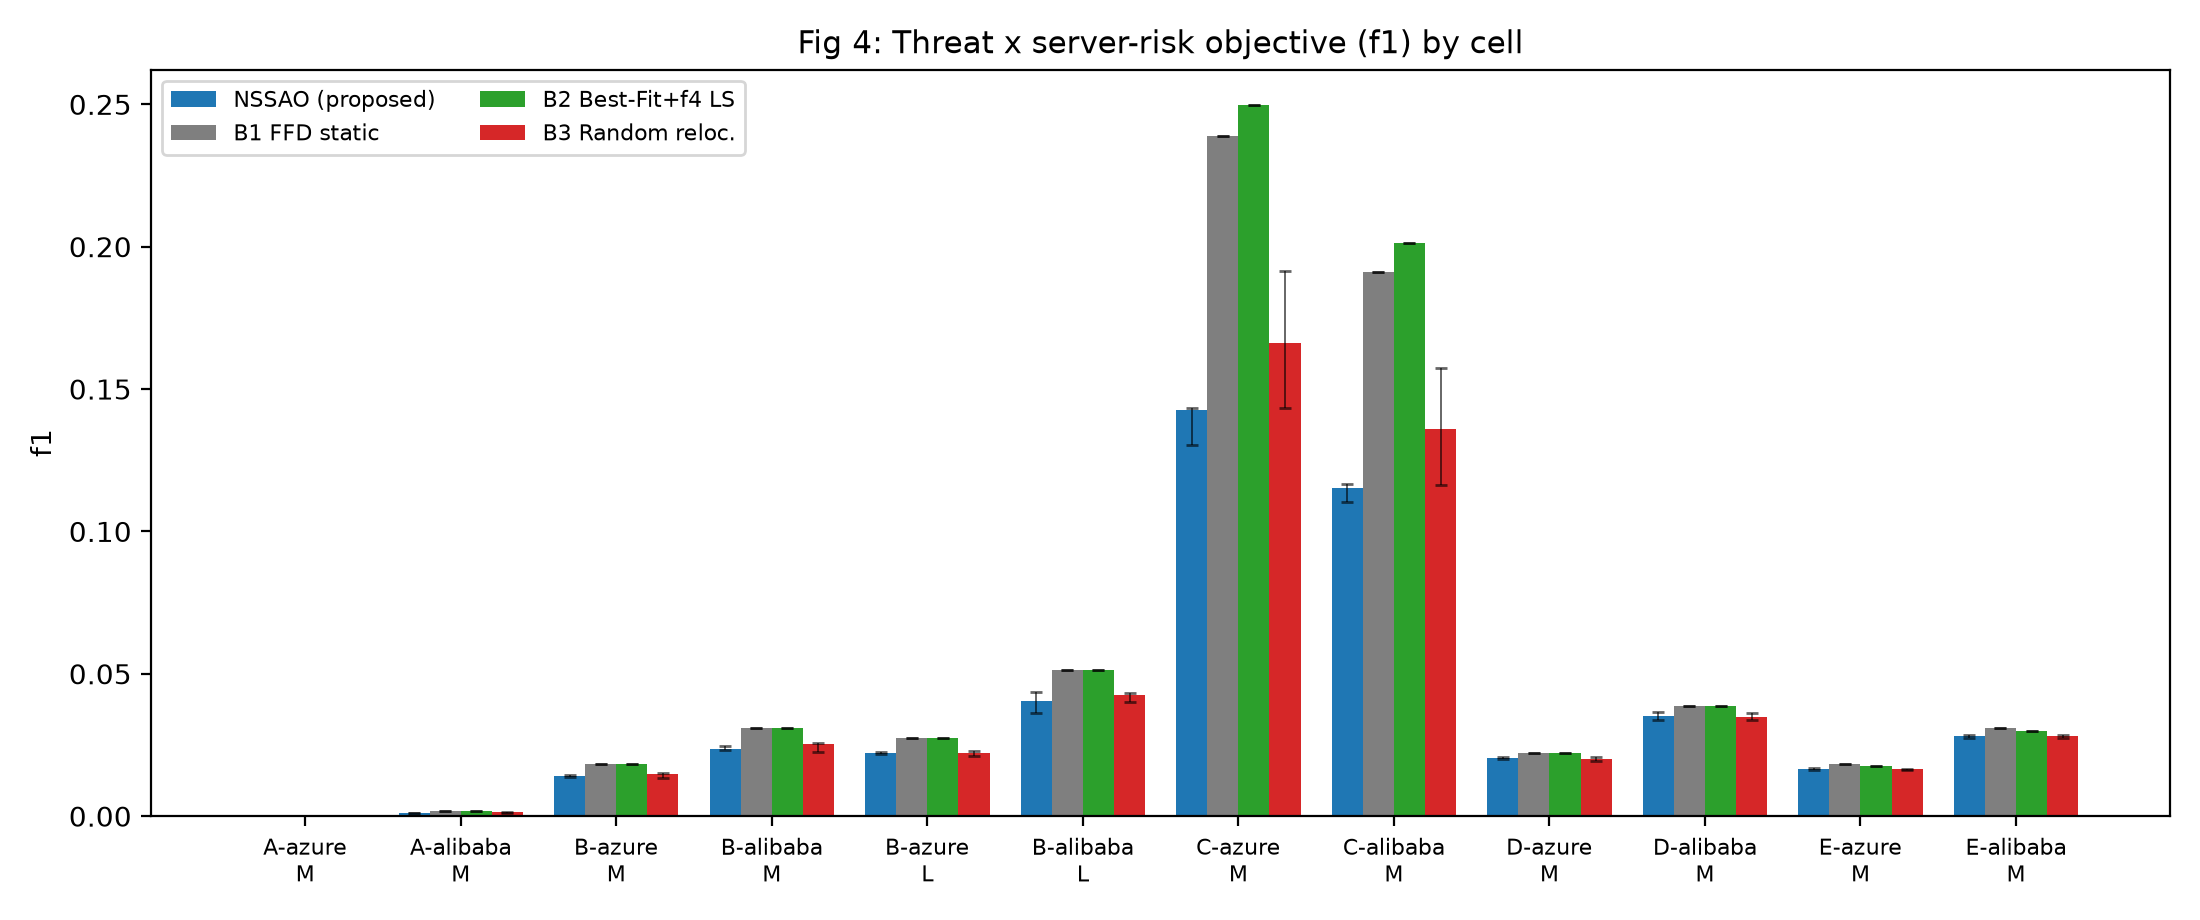 Fig 4: Threat x server-risk objective (f1) by cell
NSSAO (proposed)
B1 FFD static
B2 Best-Fit+f4 LS
B3 Random reloc.
f1
0.25
0.20
0.15
0.10
0.05
0.00
A-azure
M
A-alibaba
M
B-azure
M
B-alibaba
M
B-azure
L
B-alibaba
L
C-azure
M
C-alibaba
M
D-azure
M
D-alibaba
M
E-azure
M
E-alibaba
M